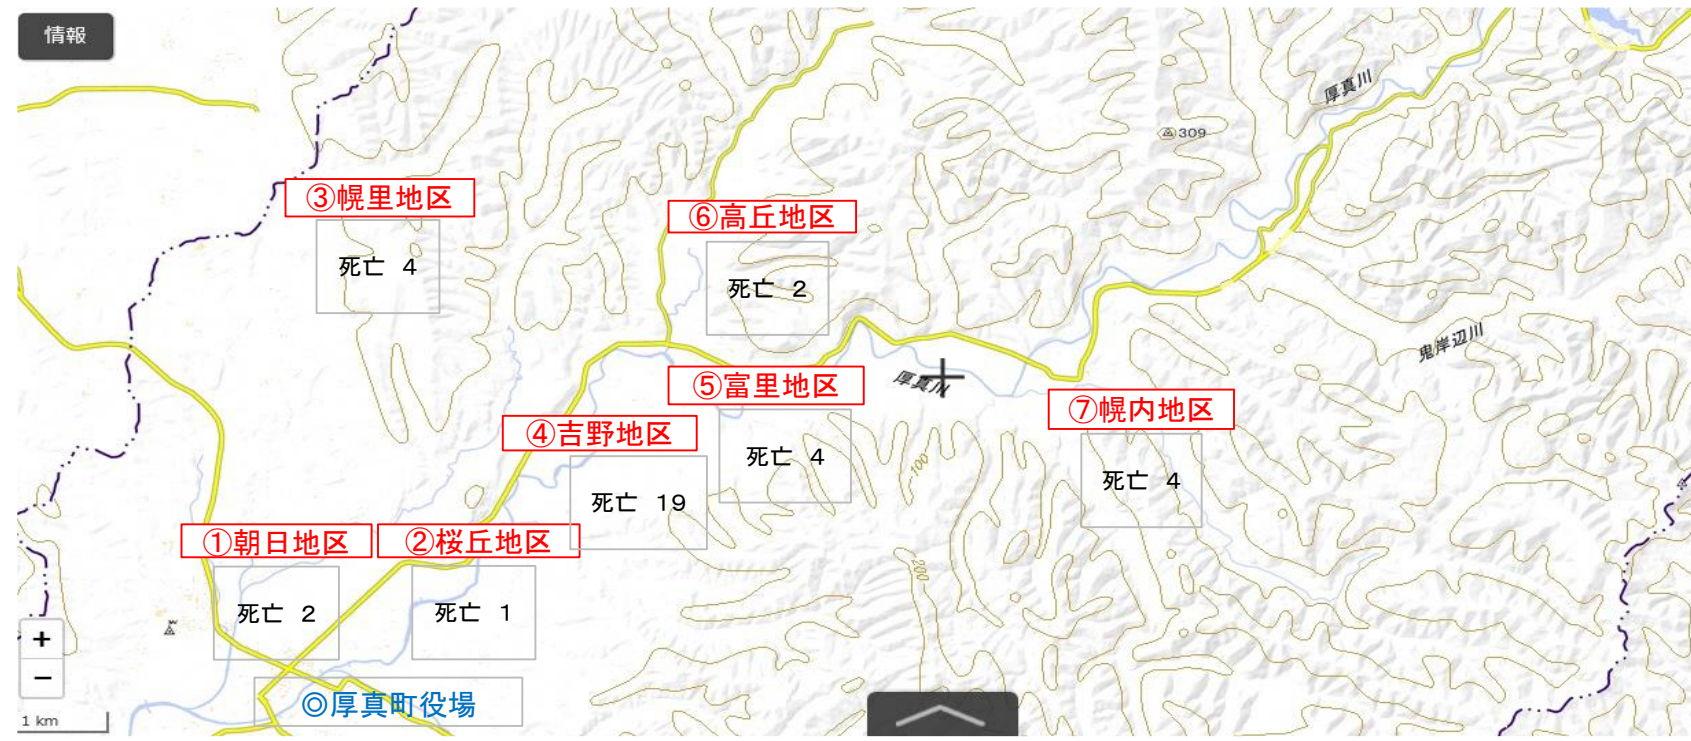 情報
厚真川
309
③幌里地区
死亡 4
⑥高丘地区
死亡 2
鬼岸辺川
⑤富里地区
厚真川
⑦幌内地区
④吉野地区
死亡 4
100
死亡 4
死亡 19
①朝日地区
②桜丘地区
200
死亡 2
死亡 1
+
−
◎厚真町役場
1 km